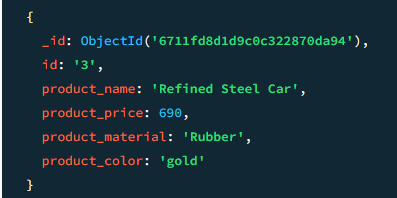 {
_id: ObjectId('6711fd8d1d9c0c322870da94'),
id: '3',
product_name: 'Refined Steel Car',
product_price: 690,
product_material: 'Rubber',
product_color: 'gold'
}